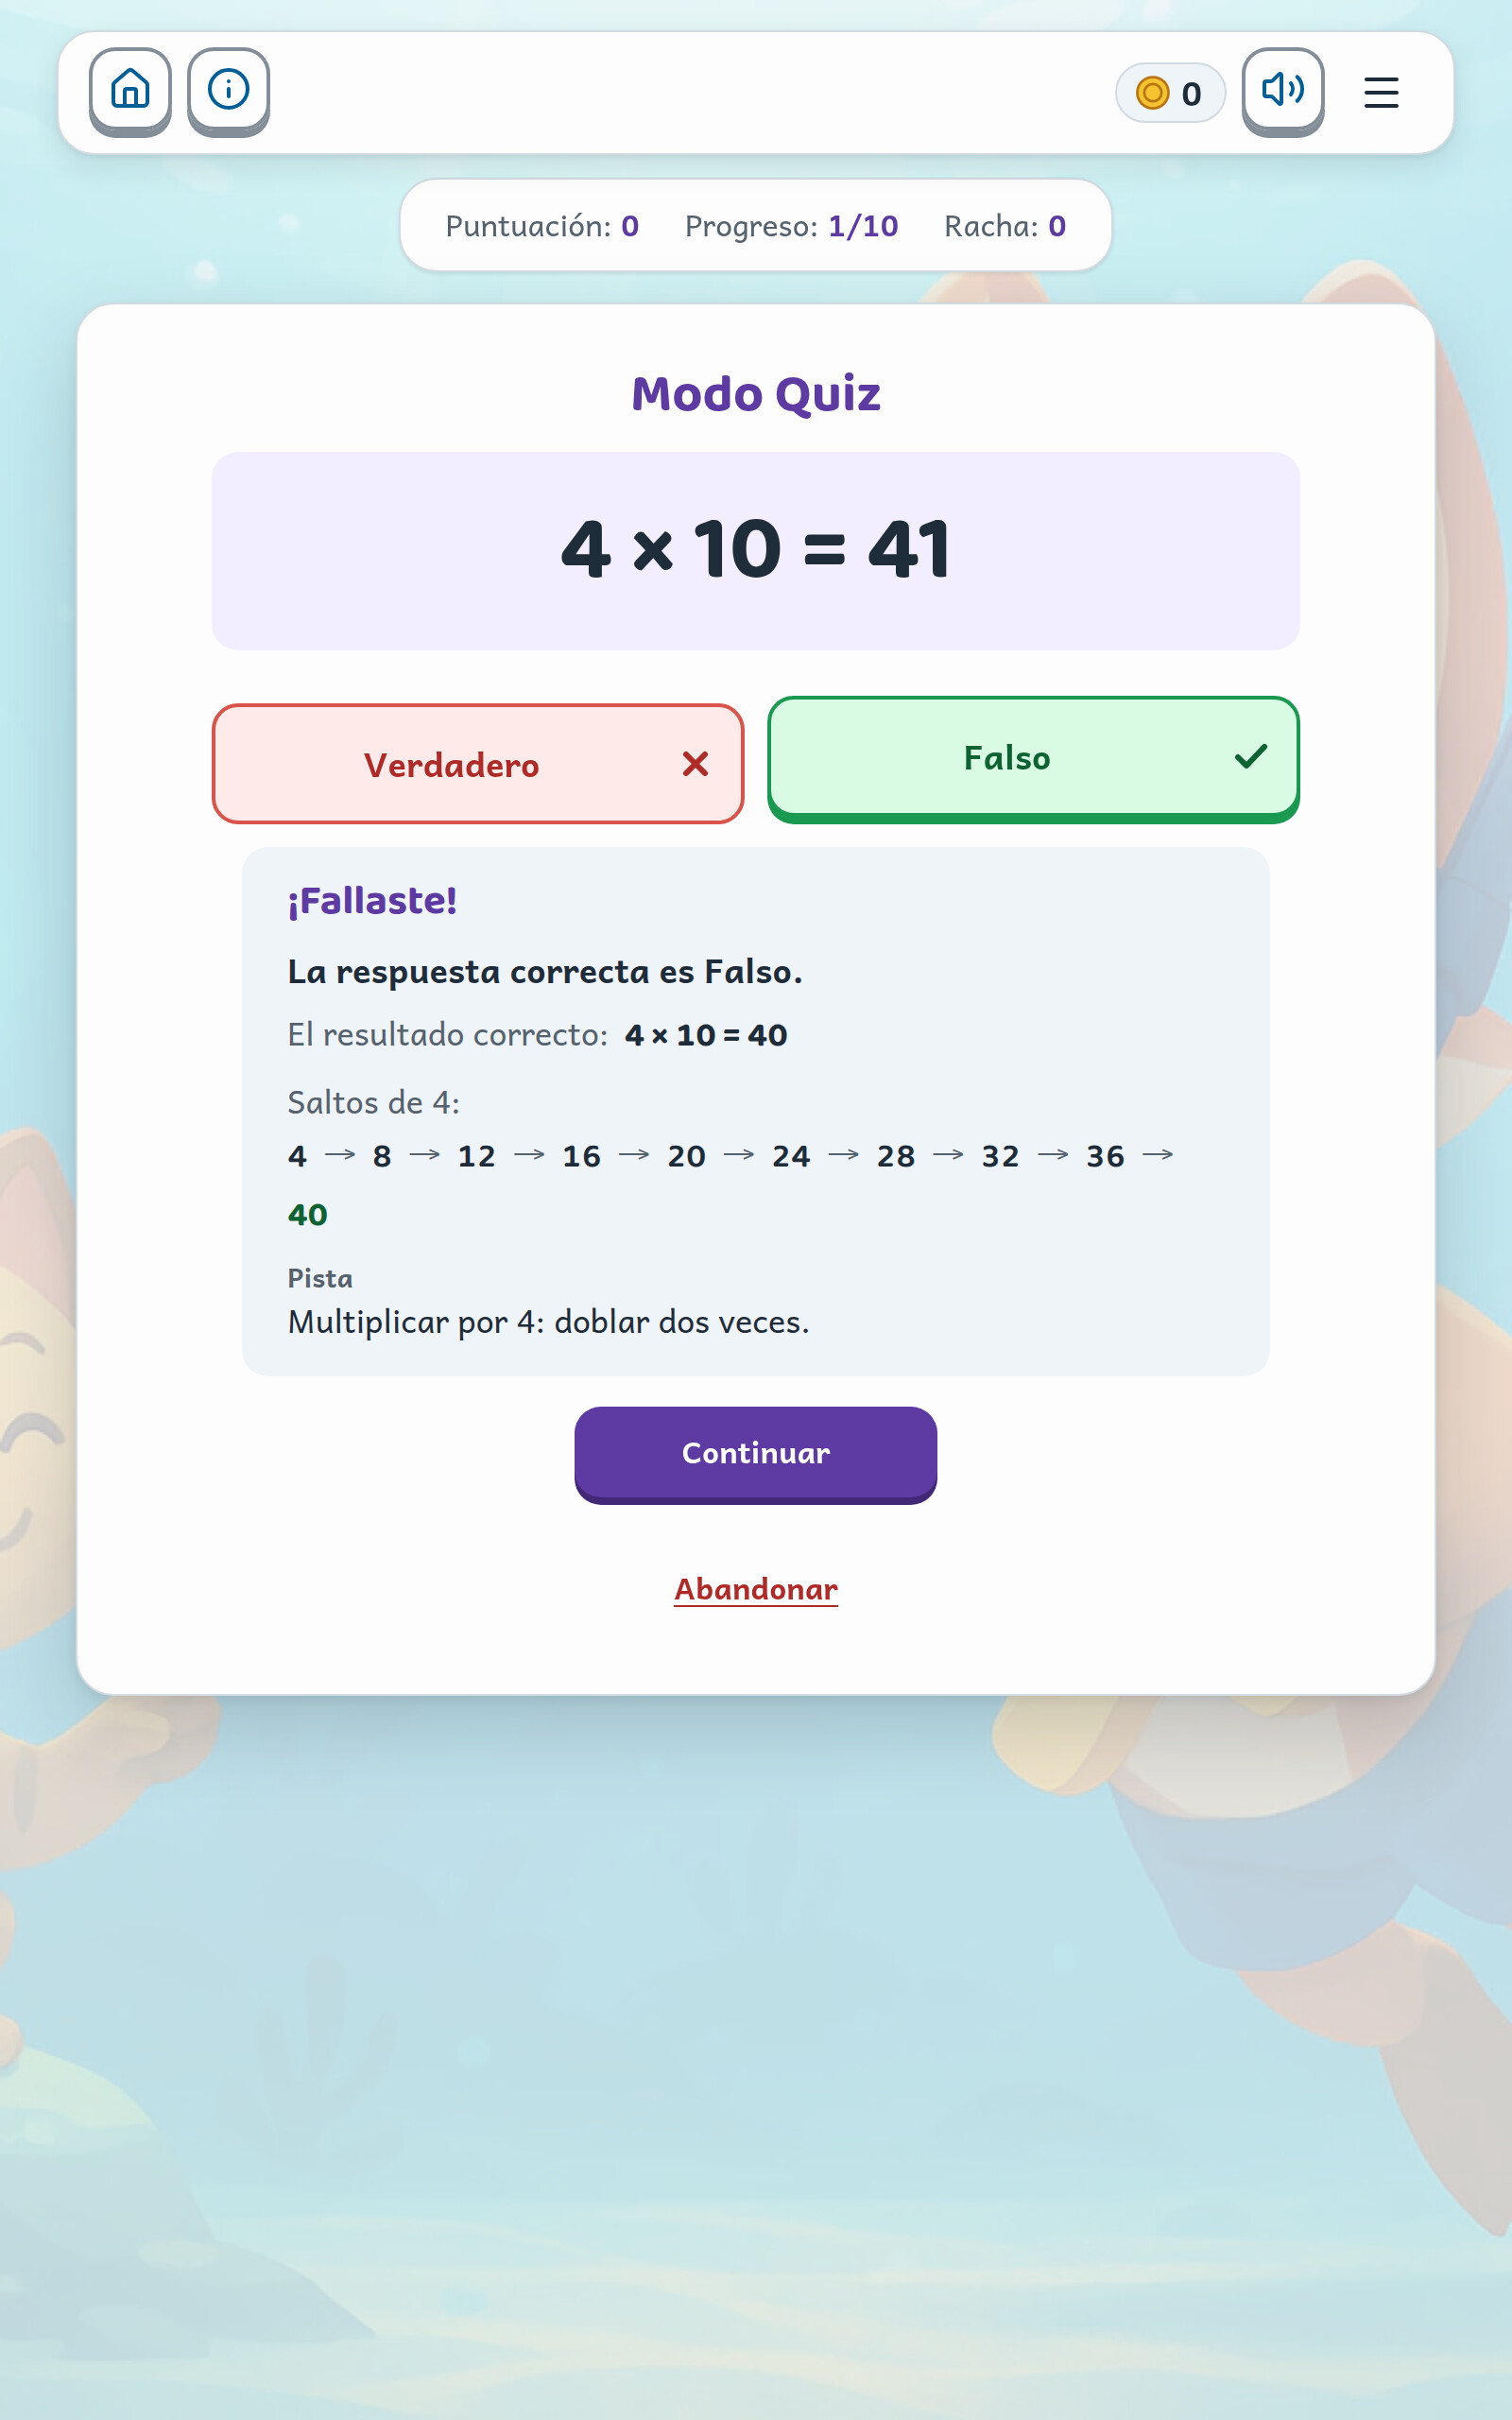 0
Puntuación: 0 Progreso: 1/10 Racha: 0
Modo Quiz
4 × 10 = 41
Verdadero
Falso
¡Fallaste!
La respuesta correcta es Falso.
El resultado correcto: 4 × 10 = 40
Saltos de 4:
4 → 8 → 12 → 16 → 20 → 24 → 28 → 32 → 36 →
40
Pista
Multiplicar por 4: doblar dos veces.
Continuar
Abandonar